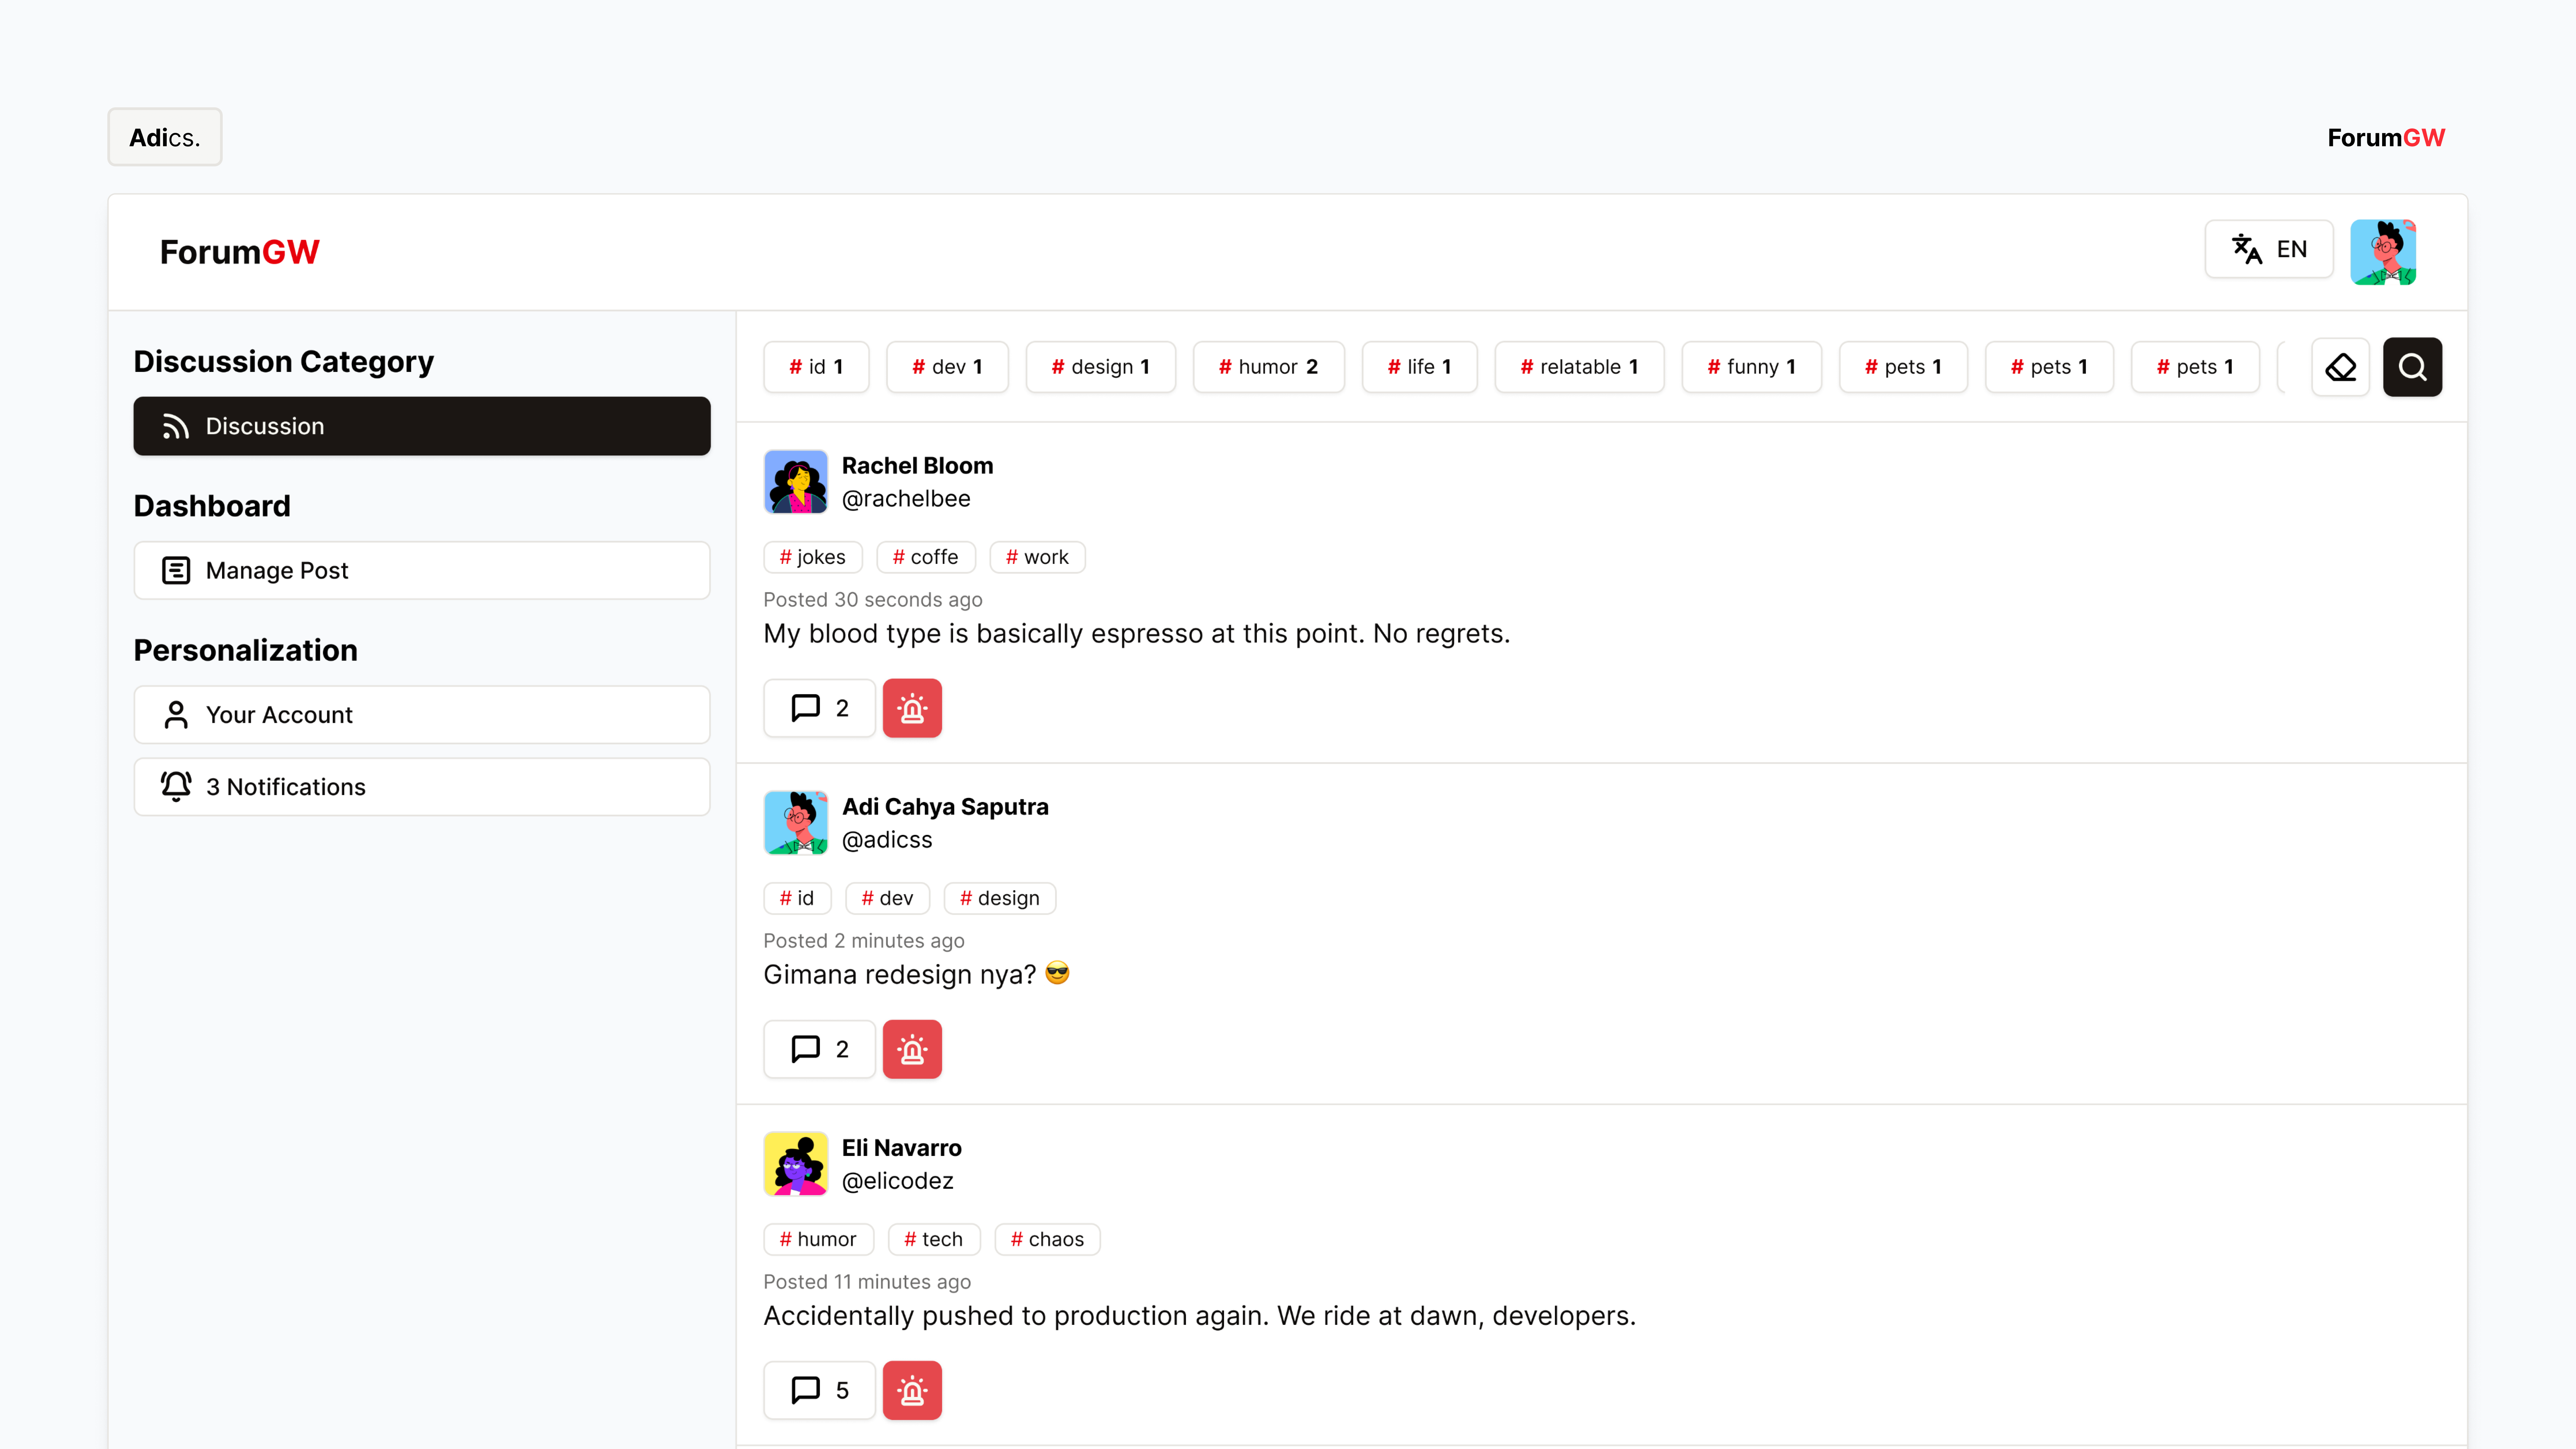 Adics.
ForumGW
ForumGW
EN
Discussion Category
Discussion
Dashboard
Manage Post
Personalization
Your Account
3 Notifications
# id 1 # dev 1 # design 1 # humor 2 # life 1 # relatable 1 # funny 1 # pets 1 # pets 1 # pets 1
Rachel Bloom
@rachelbee
# jokes # coffe # work
Posted 30 seconds ago
My blood type is basically espresso at this point. No regrets.
2
Adi Cahya Saputra
@adicss
# id # dev # design
Posted 2 minutes ago
Gimana redesign nya? 😎
2
Eli Navarro
@elicodez
# humor # tech # chaos
Posted 11 minutes ago
Accidentally pushed to production again. We ride at dawn, developers.
5